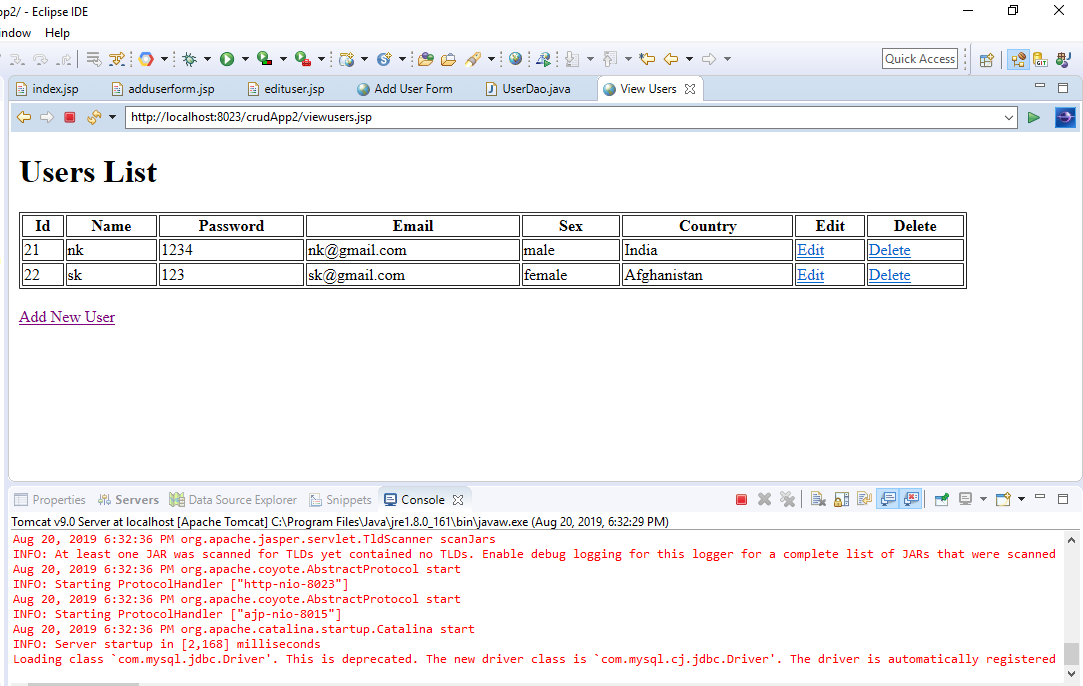 pp2/ - Eclipse IDE
indow Help
Quick Access
index.jsp adduserform.jsp edituser.jsp Add User Form UserDao.java View Users
http://localhost:8023/crudApp2/viewusers.jsp
Users List
Id Name Password Email Sex Country Edit Delete
21 nk 1234 nk@gmail.com male India Edit Delete
22 sk 123 sk@gmail.com female Afghanistan Edit Delete
Add New User
Properties Servers Data Source Explorer Snippets Console
Tomcat v9.0 Server at localhost [Apache Tomcat] C:\Program Files\Java\jre1.8.0_161\bin\javaw.exe (Aug 20, 2019, 6:32:29 PM)
Aug 20, 2019 6:32:36 PM org.apache.jasper.servlet.TldScanner scanJars
INFO: At least one JAR was scanned for TLDs yet contained no TLDs. Enable debug logging for this logger for a complete list of JARs that were scanned
Aug 20, 2019 6:32:36 PM org.apache.coyote.AbstractProtocol start
INFO: Starting ProtocolHandler ["http-nio-8023"]
Aug 20, 2019 6:32:36 PM org.apache.coyote.AbstractProtocol start
INFO: Starting ProtocolHandler ["ajp-nio-8015"]
Aug 20, 2019 6:32:36 PM org.apache.catalina.startup.Catalina start
INFO: Server startup in [2,168] milliseconds
Loading class `com.mysql.jdbc.Driver'. This is deprecated. The new driver class is `com.mysql.cj.jdbc.Driver'. The driver is automatically registered